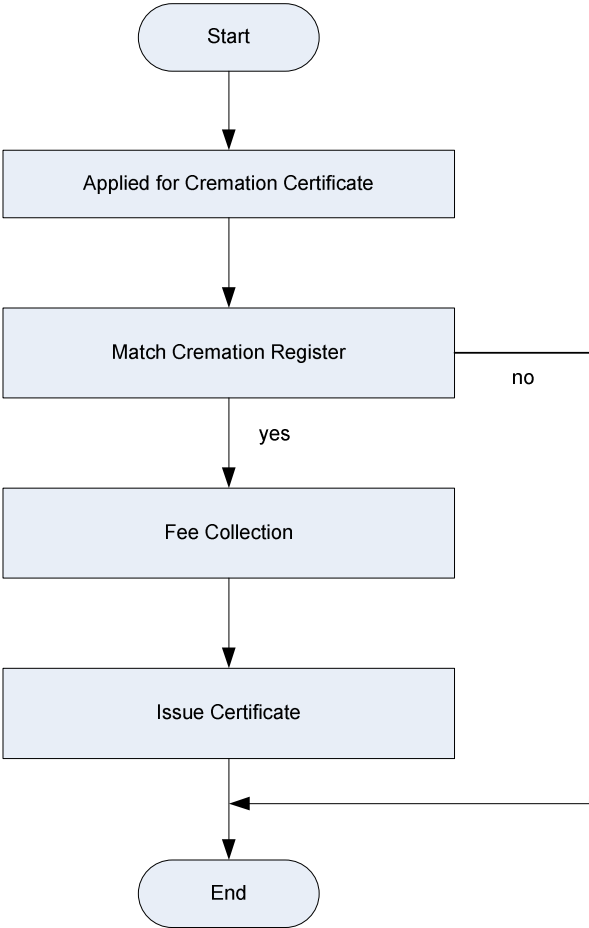 Start
Applied for Cremation Certificate
Match Cremation Register
no
yes
Fee Collection
Issue Certificate
End